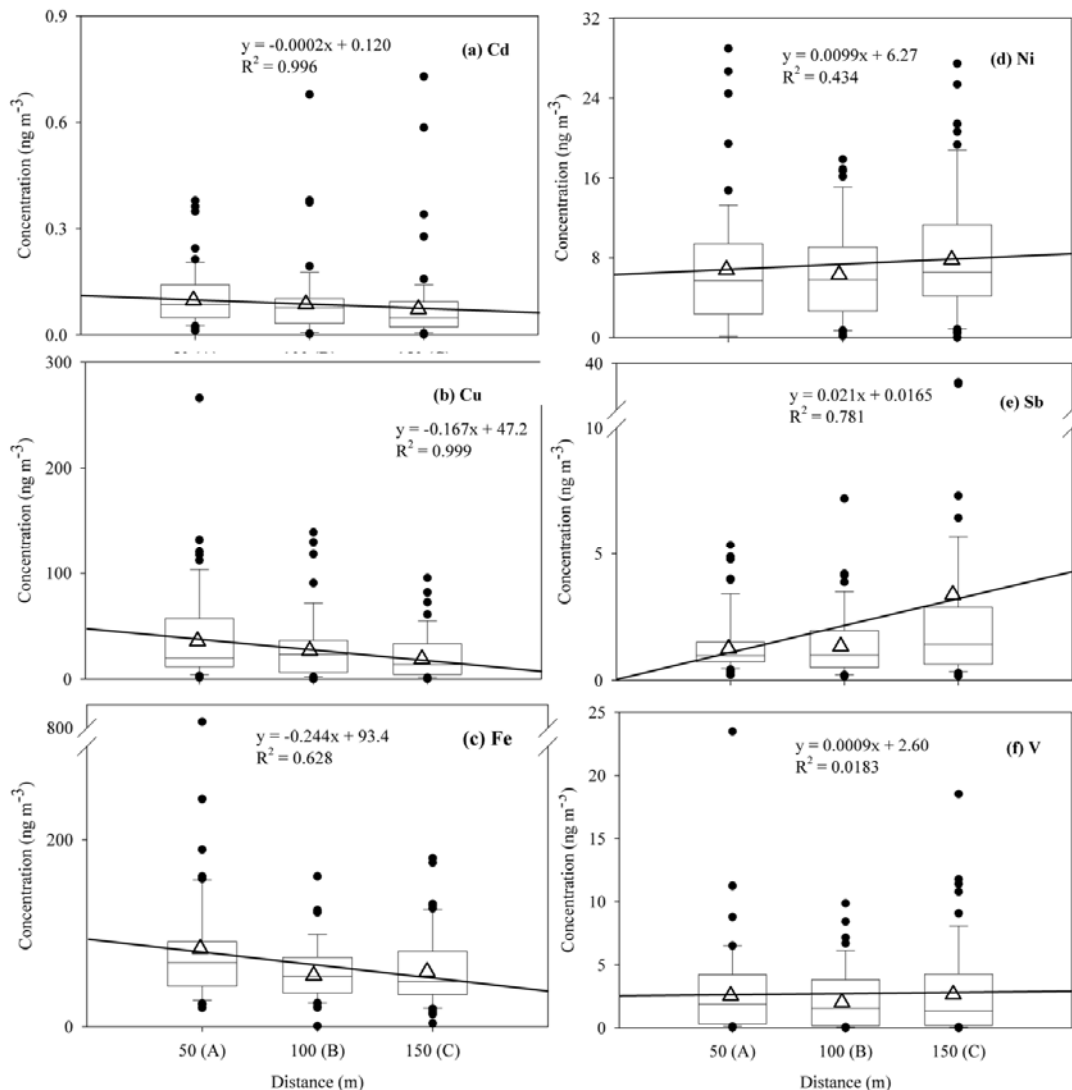 0.9
0.6
0.3
0.0
Concentration (ng m⁻³)
y = -0.0002x + 0.120
R² = 0.996
(a) Cd
32
24
16
8
0
Concentration (ng m⁻³)
y = 0.0099x + 6.27
R² = 0.434
(d) Ni
300
200
100
0
Concentration (ng m⁻³)
(b) Cu
y = -0.167x + 47.2
R² = 0.999
40
10
5
0
Concentration (ng m⁻³)
y = 0.021x + 0.0165
R² = 0.781
(e) Sb
800
200
0
Concentration (ng m⁻³)
y = -0.244x + 93.4
R² = 0.628
(c) Fe
50 (A) 100 (B) 150 (C)
Distance (m)
25
20
15
10
5
0
Concentration (ng m⁻³)
y = 0.0009x + 2.60
R² = 0.0183
(f) V
50 (A) 100 (B) 150 (C)
Distance (m)